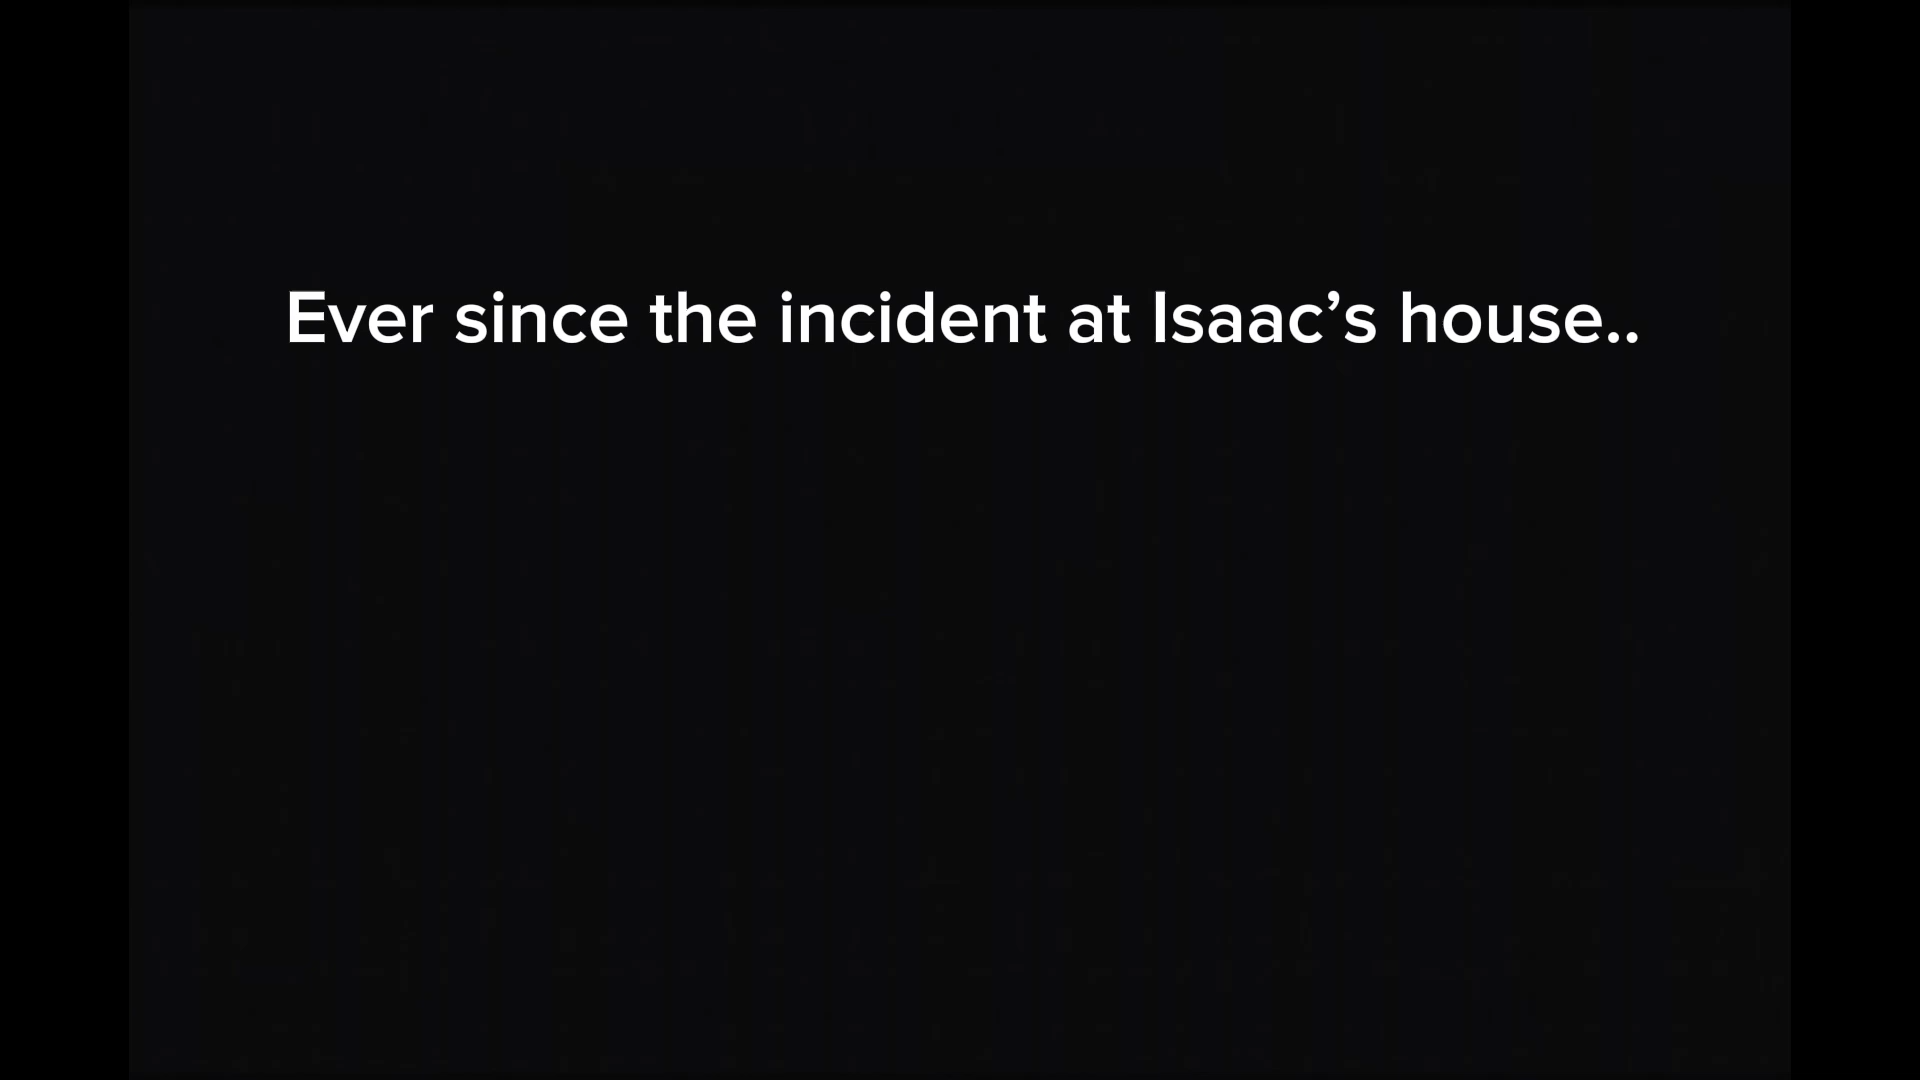 Ever since the incident at Isaac’s house..